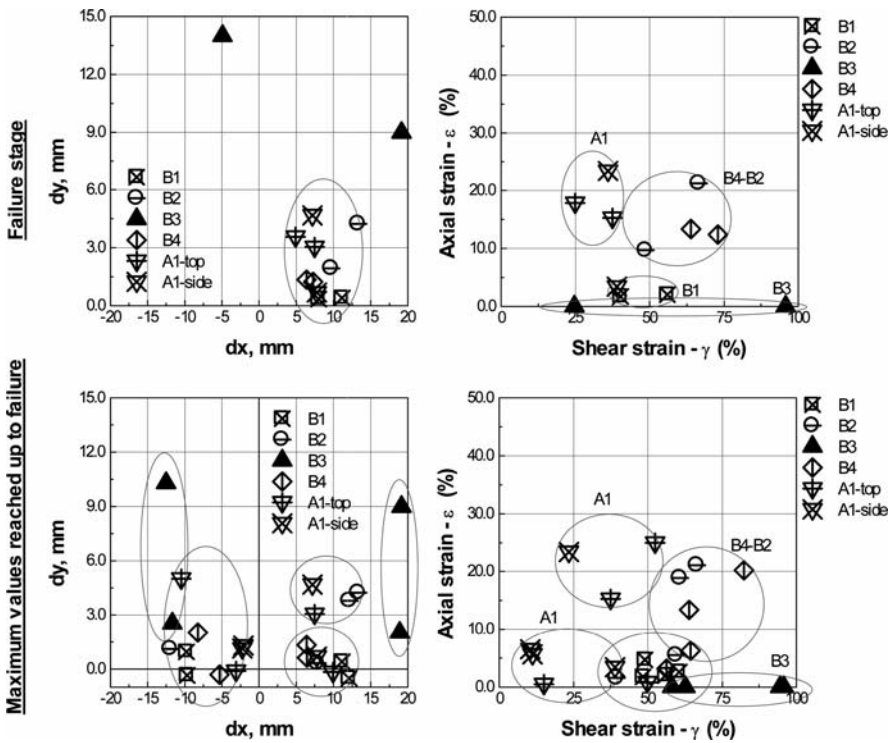 Failure stage
15.0
12.0
9.0
6.0
3.0
0.0
dy, mm
-20 -15 -10 -5 0 5 10 15 20
dx, mm
B1
B2
B3
B4
A1-top
A1-side
50.0
40.0
30.0
20.0
10.0
0.0
Axial strain - ε (%)
0 25 50 75 100
Shear strain - γ (%)
A1
B4-B2
B1
B3
B1
B2
B3
B4
A1-top
A1-side
Maximum values reached up to failure
15.0
12.0
9.0
6.0
3.0
0.0
dy, mm
-20 -15 -10 -5 0 5 10 15 20
dx, mm
B1
B2
B3
B4
A1-top
A1-side
50.0
40.0
30.0
20.0
10.0
0.0
Axial strain - ε (%)
0 25 50 75 100
Shear strain - γ (%)
A1
B4-B2
A1
B3
B1
B2
B3
B4
A1-top
A1-side